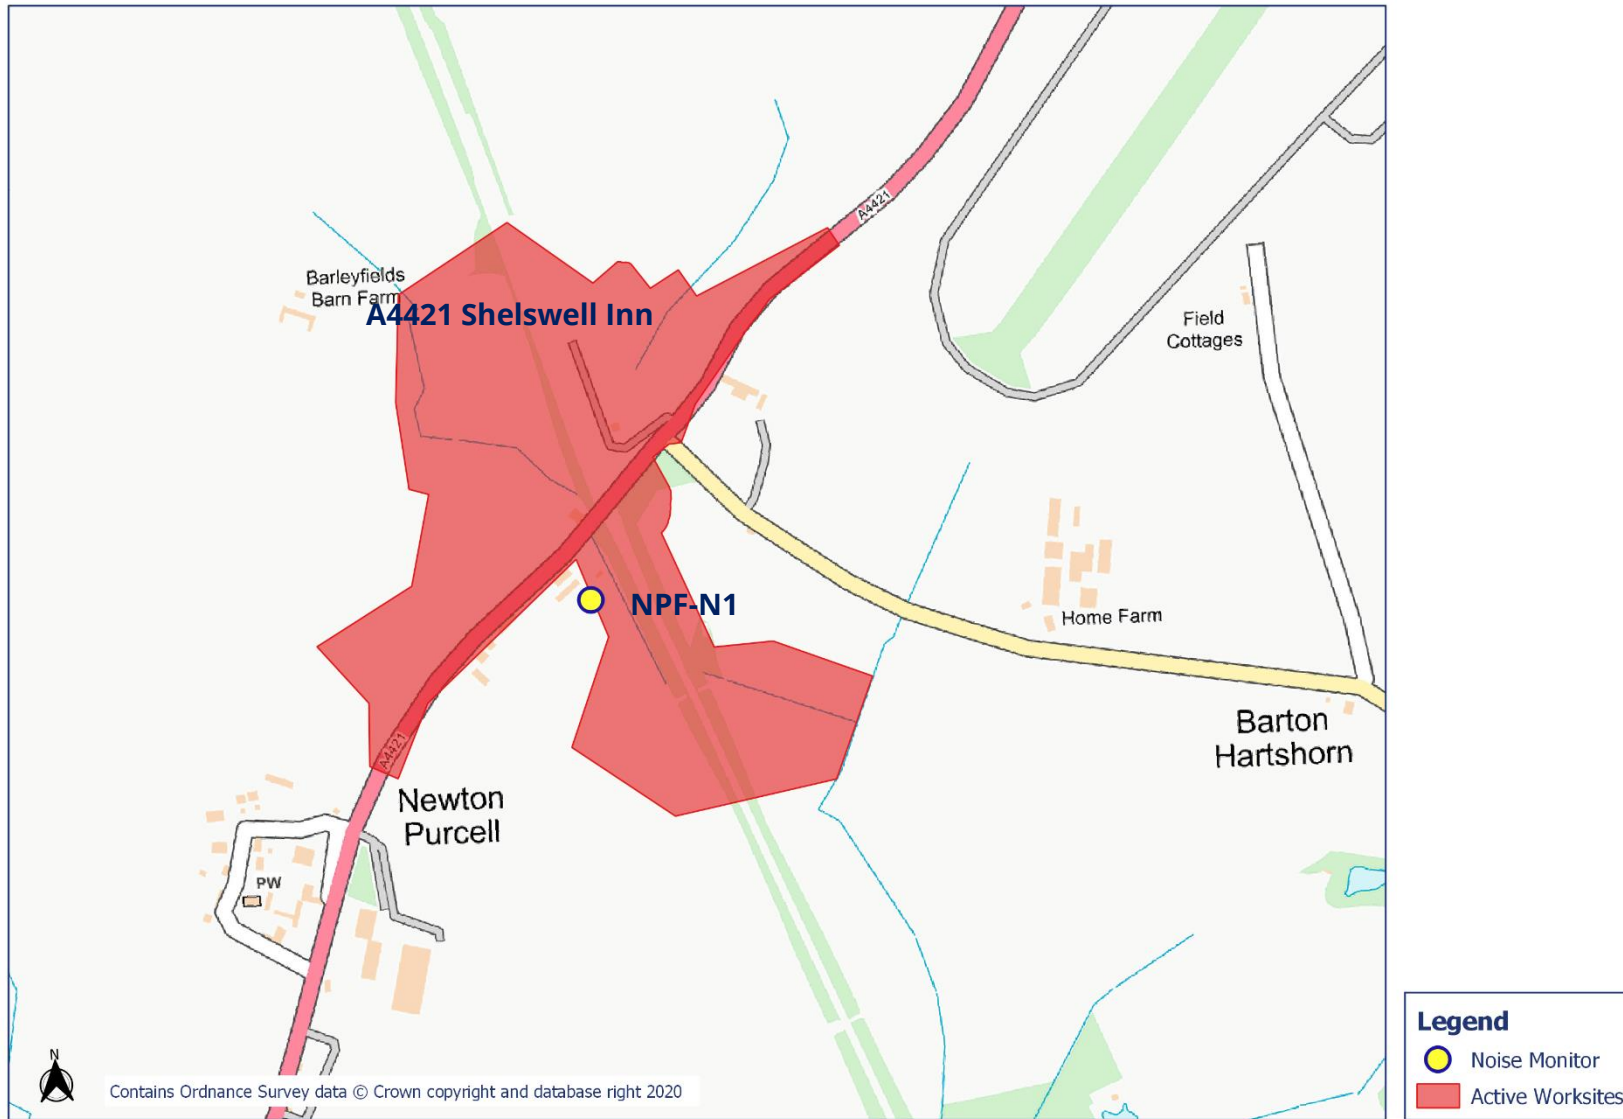 A4421
Barleyfields
Barn Farm
A4421 Shelswell Inn
Field
Cottages
NPF-N1
Home Farm
Barton
Hartshorn
A4421
Newton
Purcell
PW
N
Contains Ordnance Survey data © Crown copyright and database right 2020
Legend
Noise Monitor
Active Worksites